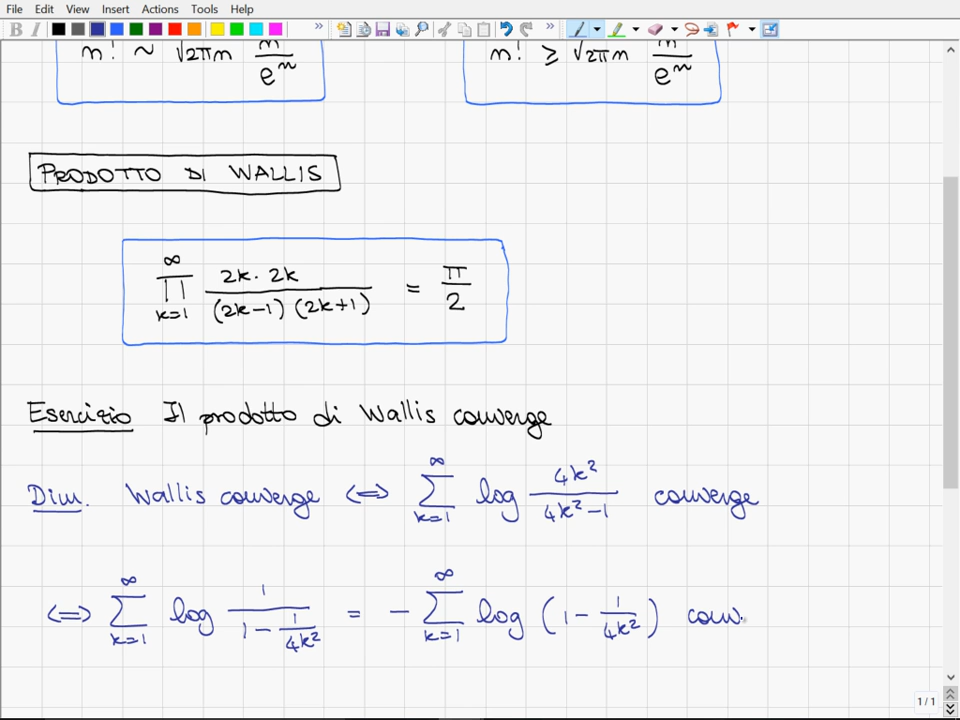 File Edit View Insert Actions Tools Help
B I » »
n! ~ √2πn n/eⁿ n! ≥ √2πn n/eⁿ
PRODOTTO DI WALLIS
∏_{k=1}^{∞} (2k · 2k)/((2k-1) (2k+1)) = π/2
Esercizio Il prodotto di Wallis converge
Dim. Wallis converge <=> ∑_{k=1}^{∞} log 4k²/(4k²-1) converge
<=> ∑_{k=1}^{∞} log 1/(1 - 1/4k²) = - ∑_{k=1}^{∞} log (1 - 1/4k²) conv.
1 / 1